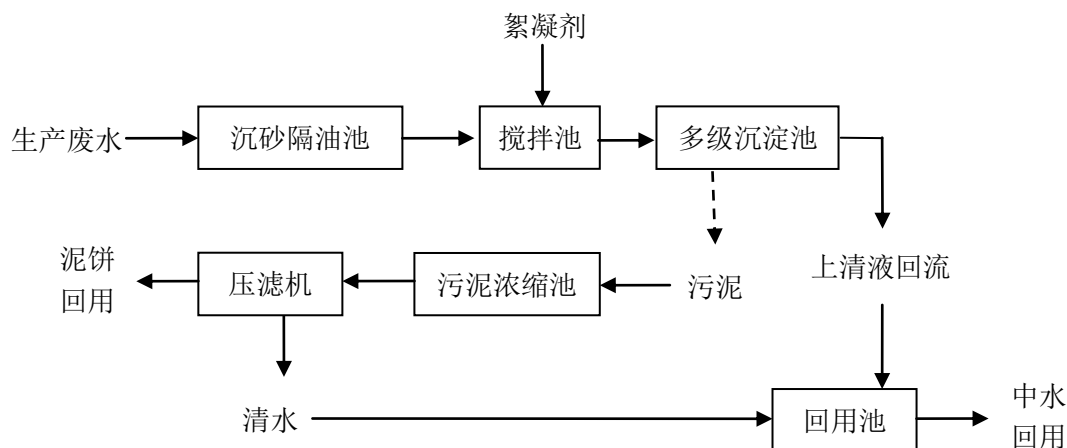 絮凝剂
生产废水
沉砂隔油池
搅拌池
多级沉淀池
泥饼
回用
压滤机
污泥浓缩池
污泥
上清液回流
清水
回用池
中水
回用